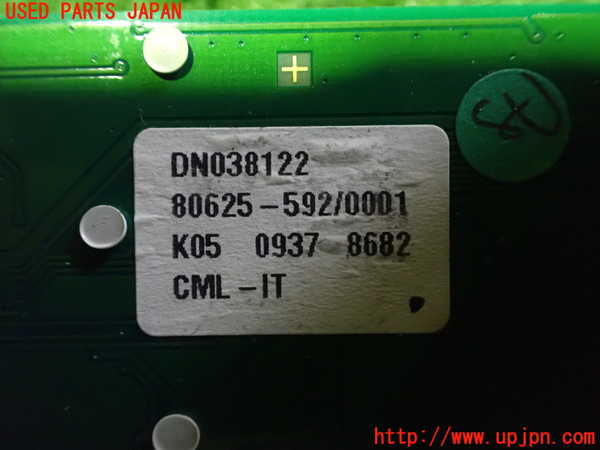 USED PARTS JAPAN
DN038122
80625-592/0001
K05 0937 8682
CML-IT
http://www.upjpn.com